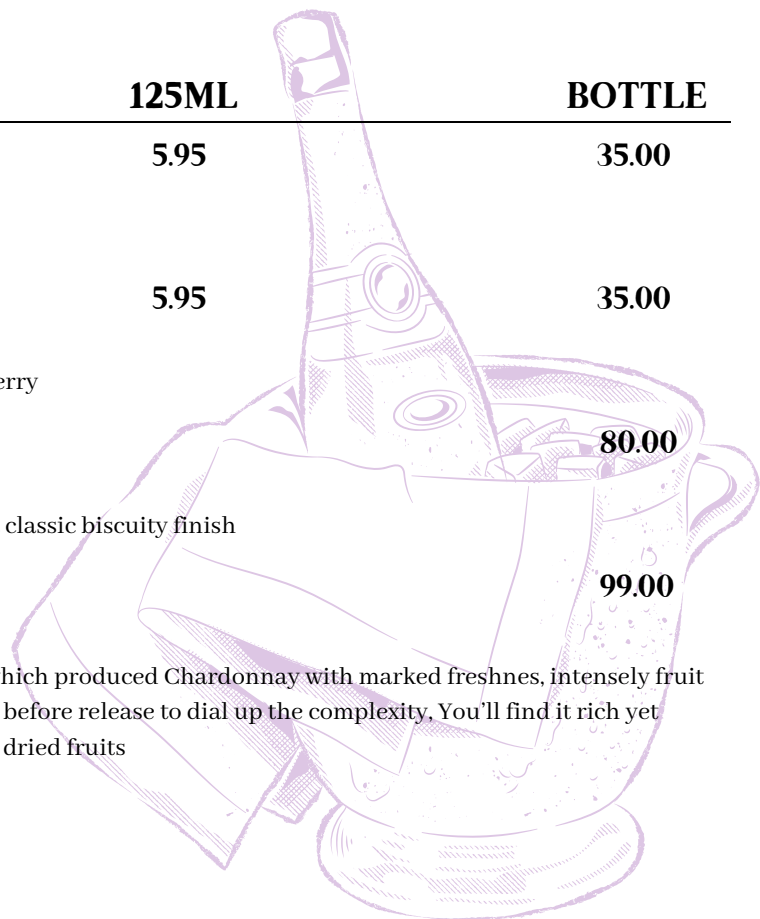 125ML BOTTLE
5.95 35.00
5.95 35.00
80.00
classic biscuity finish
99.00
produced Chardonnay with marked freshnes, intensely fruit
before release to dial up the complexity, You'll find it rich yet
dried fruits